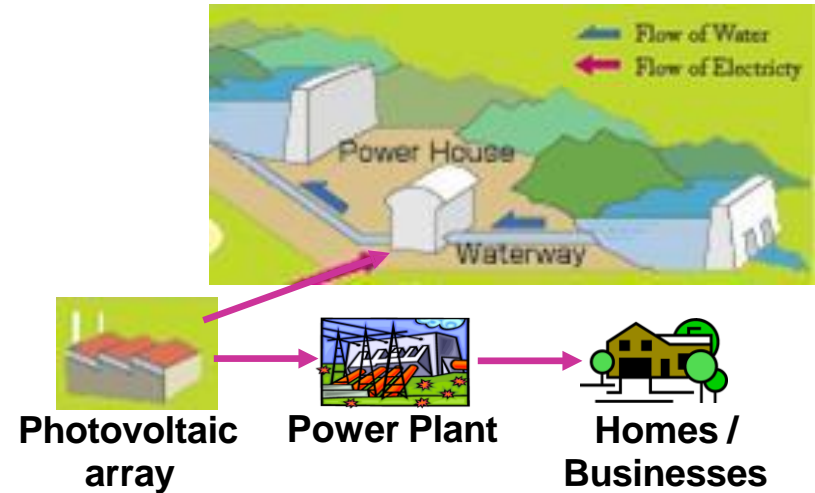 Flow of Water
Flow of Electricty
Power House
Waterway
Photovoltaic
array
Power Plant
Homes /
Businesses